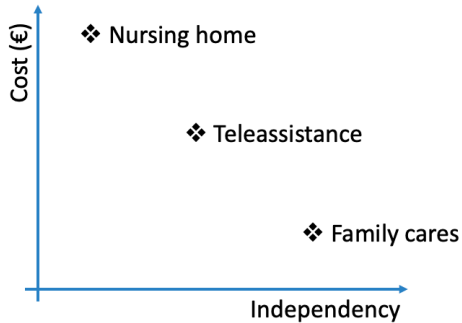 Cost (€)
Nursing home
Teleassistance
Family cares
Independency